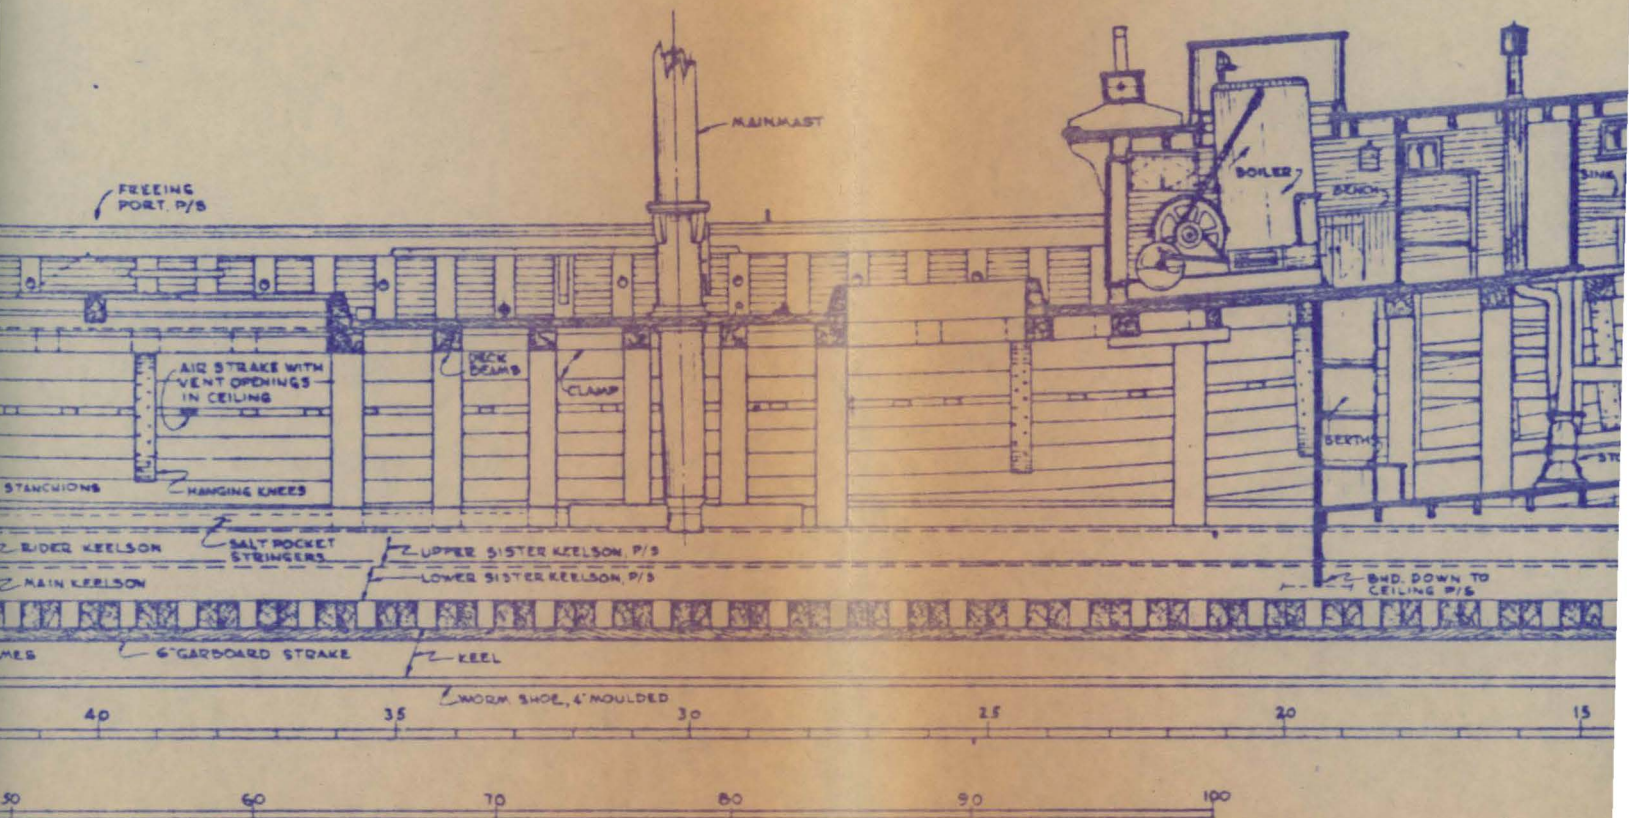 MAINMAST
FREEING
PORT, P/S
BOILER
BENCH
SINK
AIR STRAKE WITH
VENT OPENINGS
IN CEILING
DECK
BEAMS
CLAMP
BERTHS
STANCHIONS
HANGING KNEES
RIDER KEELSON
SALT POCKET
STRINGERS
UPPER SISTER KEELSON, P/S
MAIN KEELSON
LOWER SISTER KEELSON, P/S
BHD. DOWN TO
CEILING P/S
6" GARBOARD STRAKE
KEEL
WORM SHOE, 4" MOULDED
40 35 30 25 20 15
50 60 70 80 90 100